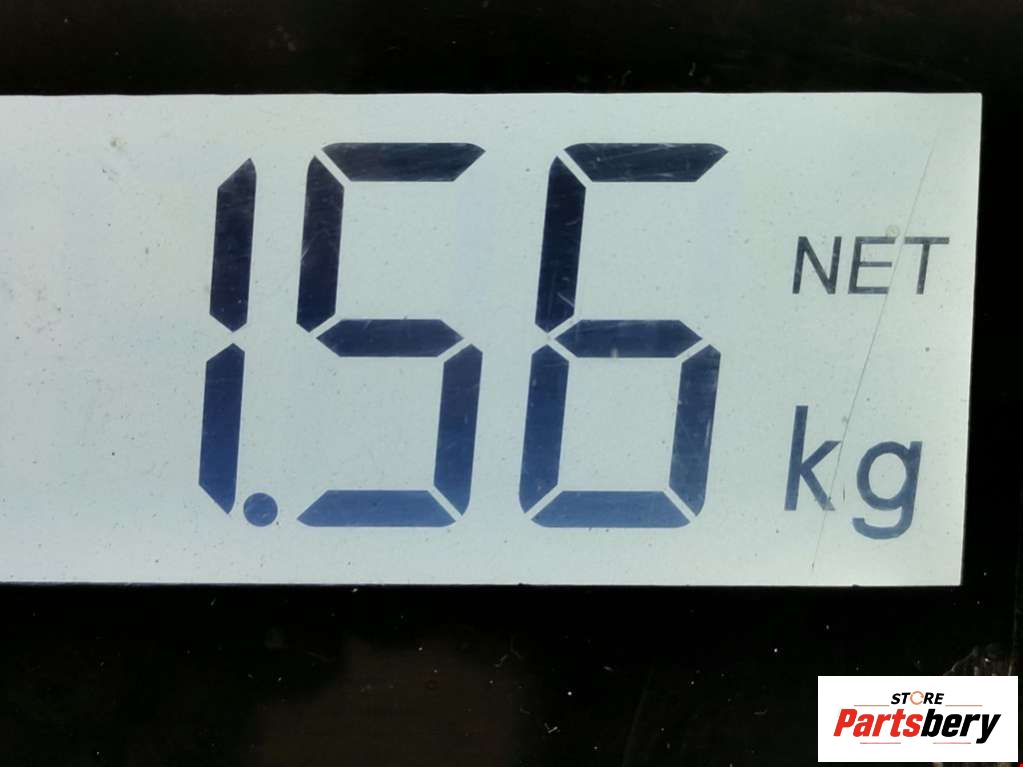 1.56
NET
kg
STORE
Partsbery